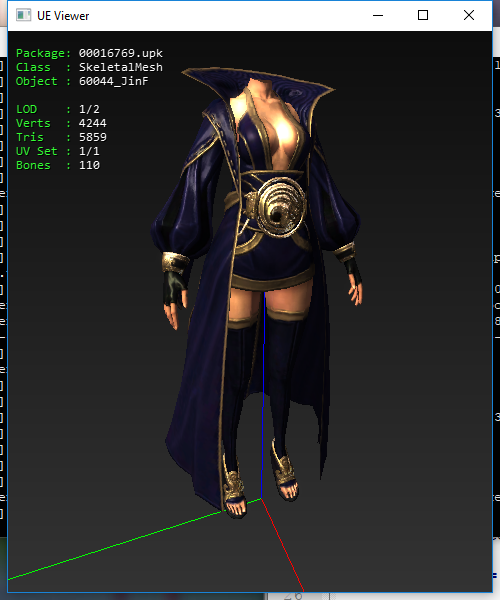 UE Viewer
Package: 00016769.upk
Class : SkeletalMesh
Object : 60044_JinF
LOD : 1/2
Verts : 4244
Tris : 5859
UV Set : 1/1
Bones : 110